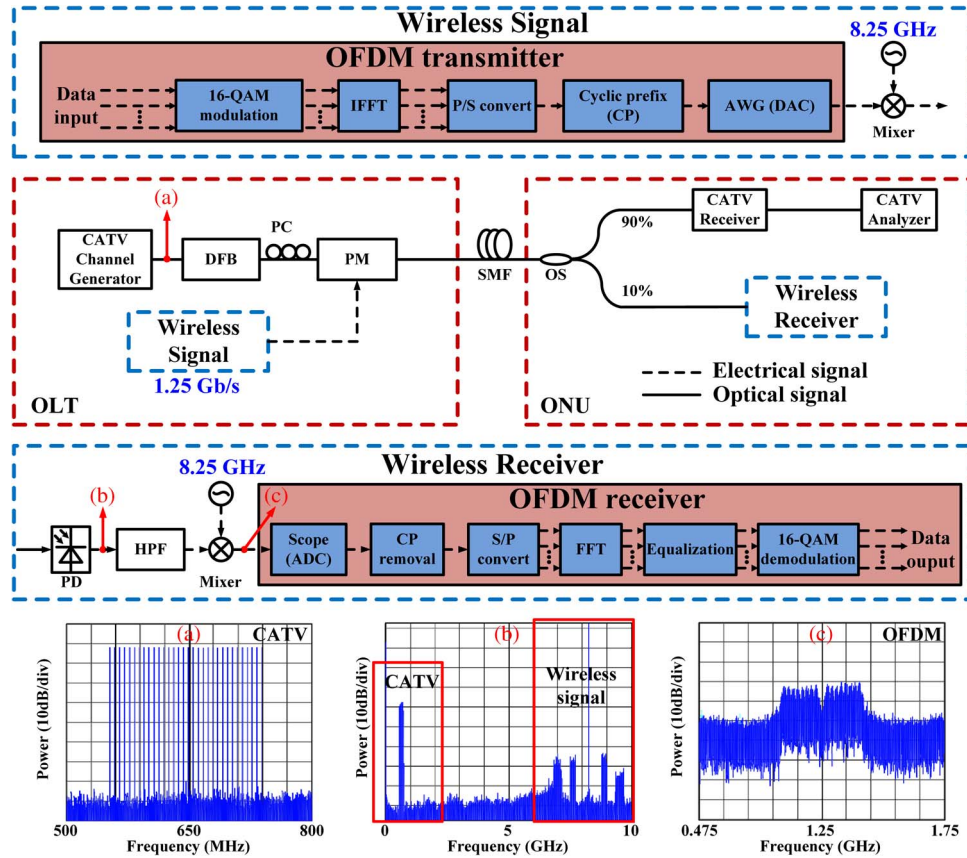 Wireless Signal
8.25 GHz
OFDM transmitter
Data
input
16-QAM
modulation
IFFT
P/S convert
Cyclic prefix
(CP)
AWG (DAC)
Mixer
(a)
CATV
Channel
Generator
DFB
PC
PM
SMF
OS
90%
10%
CATV
Receiver
CATV
Analyzer
Wireless
Receiver
Wireless
Signal
1.25 Gb/s
Electrical signal
Optical signal
OLT
ONU
Wireless Receiver
8.25 GHz
OFDM receiver
(b)
(c)
PD
HPF
Mixer
Scope
(ADC)
CP
removal
S/P
convert
FFT
Equalization
16-QAM
demodulation
Data
ouput
(a)
CATV
Power (10dB/div)
500
650
800
Frequency (MHz)
(b)
CATV
Wireless
signal
Power (10dB/div)
0
5
10
Frequency (GHz)
(c)
OFDM
Power (10dB/div)
0.475
1.25
1.75
Frequency (GHz)